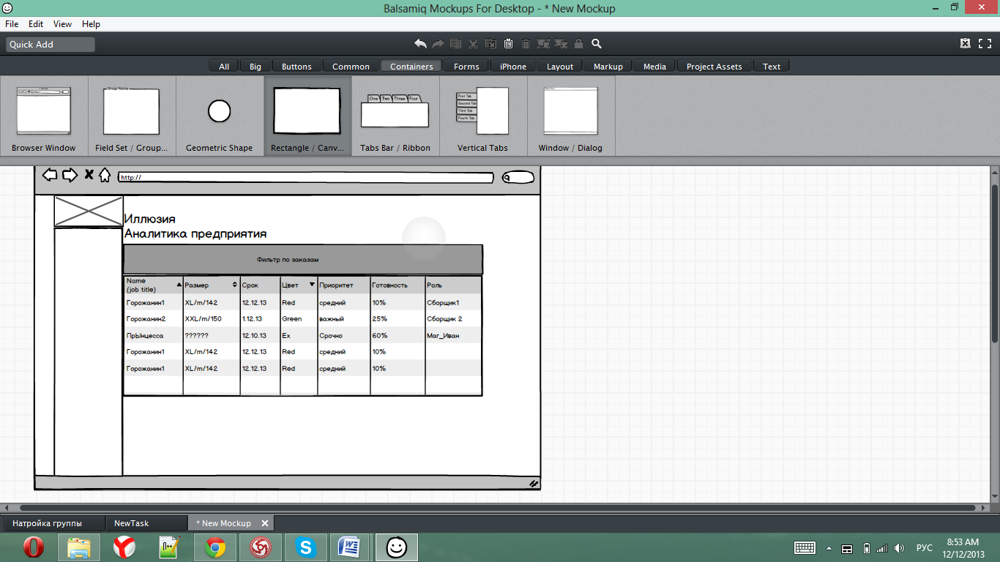 Balsamiq Mockups For Desktop - * New Mockup
File Edit View Help
Quick Add
All Big Buttons Common Containers Forms iPhone Layout Markup Media Project Assets Text
Group Name
One Two Three Four
First Tab
Second Tab
Third Tab
Fourth Tab
Browser Window Field Set / Group... Geometric Shape Rectangle / Canv... Tabs Bar / Ribbon Vertical Tabs Window / Dialog
http://
Иллюзия
Аналитика предприятия
Фильтр по заказам
Name
(job title) Размер Срок Цвет Приоритет Готовность Роль
Горожанин1 XL/m/142 12.12.13 Red средний 10% Сборщик1
Горожанин2 XXL/m/150 1.12.13 Green важный 25% Сборщик 2
ПрЫнцесса ?????? 12.10.13 Ex Срочно 60% Маг_Иван
Горожанин1 XL/m/142 12.12.13 Red средний 10%
Горожанин1 XL/m/142 12.12.13 Red средний 10%
Натройка группы NewTask * New Mockup
РУС 8:53 AM
12/12/2013